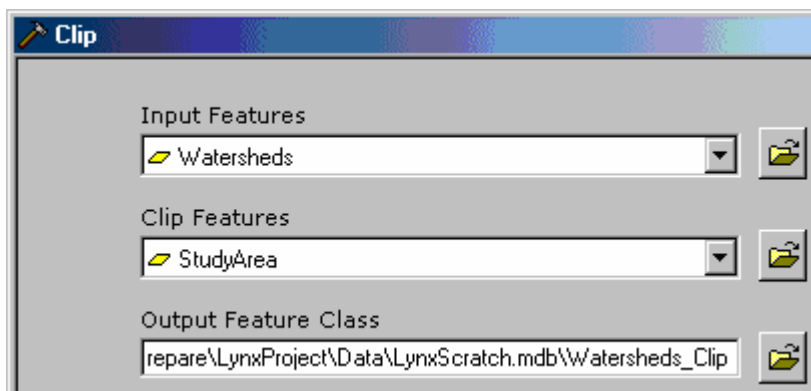 Clip
Input Features
Watersheds
Clip Features
StudyArea
Output Feature Class
repare\LynxProject\Data\LynxScratch.mdb\Watersheds_Clip